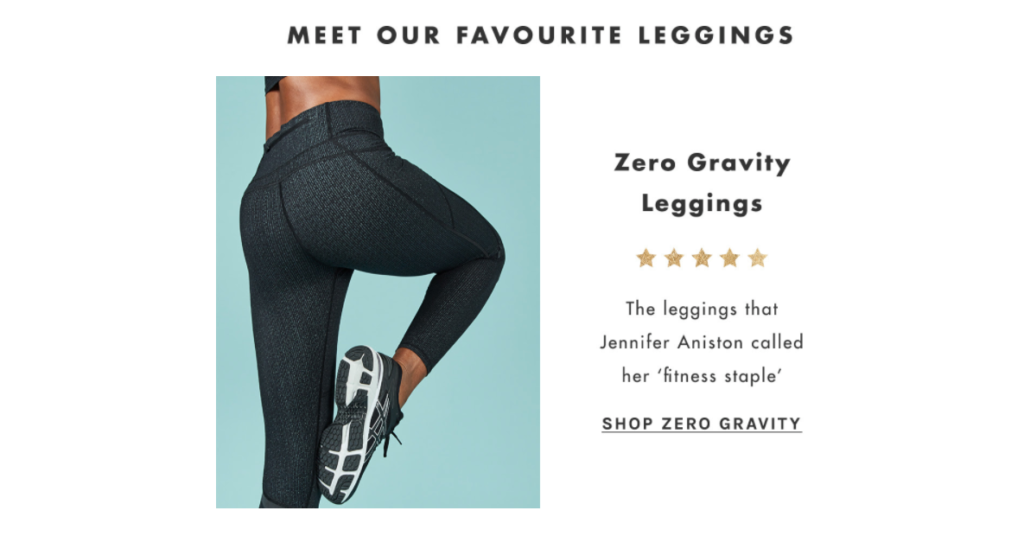 MEET OUR FAVOURITE LEGGINGS
Zero Gravity
Leggings
The leggings that
Jennifer Aniston called
her ‘fitness staple’
SHOP ZERO GRAVITY